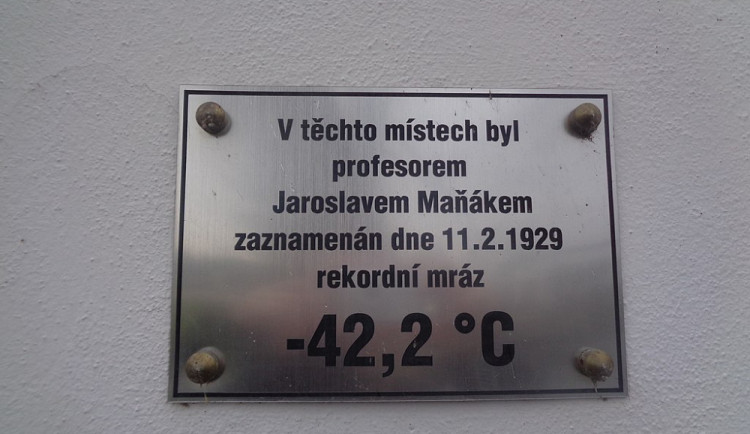 V těchto místech byl
profesorem
Jaroslavem Maňákem
zaznamenán dne 11.2.1929
rekordní mráz
-42,2 °C